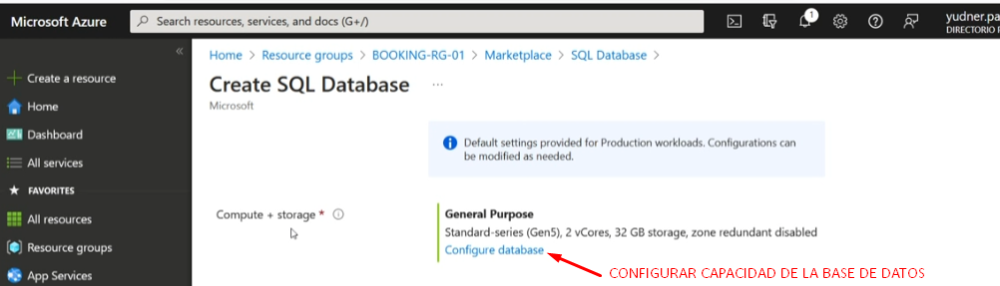 Microsoft Azure
Search resources, services, and docs (G+/)
1
yudner.pa
DIRECTORIO
Home > Resource groups > BOOKING-RG-01 > Marketplace > SQL Database >
Create a resource
Home
Dashboard
All services
FAVORITES
All resources
Resource groups
App Services
Create SQL Database ...
Microsoft
Default settings provided for Production workloads. Configurations can
be modified as needed.
Compute + storage *
General Purpose
Standard-series (Gen5), 2 vCores, 32 GB storage, zone redundant disabled
Configure database
CONFIGURAR CAPACIDAD DE LA BASE DE DATOS